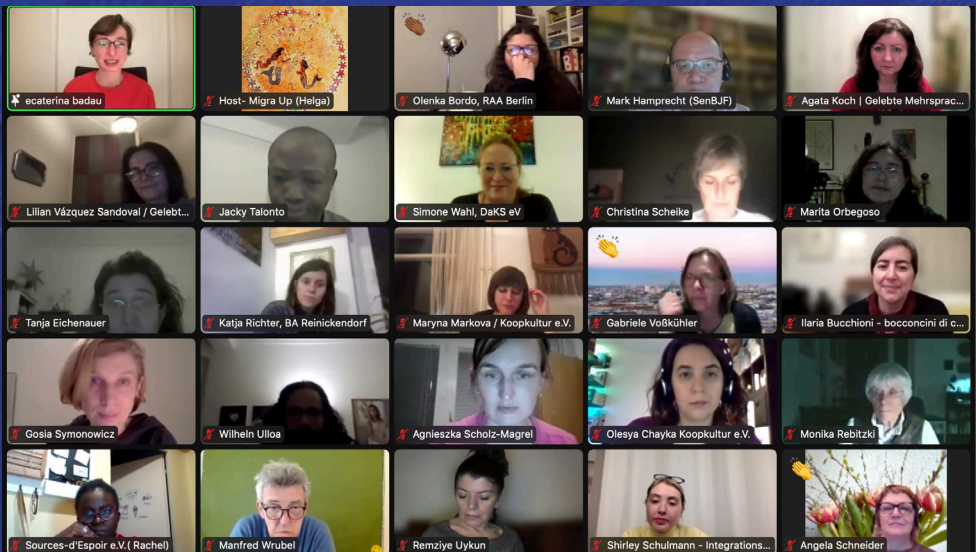 ecaterina badau
Host- Migra Up (Helga)
Olenka Bordo, RAA Berlin
Mark Hamprecht (SenBJF)
Agata Koch | Gelebte Mehrsprac...
Lilian Vázquez Sandoval / Gelebt...
Jacky Talonto
Simone Wahl, DaKS eV
Christina Scheike
Marita Orbegoso
Tanja Eichenauer
Katja Richter, BA Reinickendorf
Maryna Markova / Koopkultur e.V.
Gabriele Voßkühler
Ilaria Bucchioni - bocconcini di c...
Gosia Symonowicz
Wilheln Ulloa
Agnieszka Scholz-Magrel
Olesya Chayka Koopkultur e.V.
Monika Rebitzki
Sources-d'Espoir e.V.( Rachel)
Manfred Wrubel
Remziye Uykun
Shirley Schulmann - Integrations...
Angela Schneider